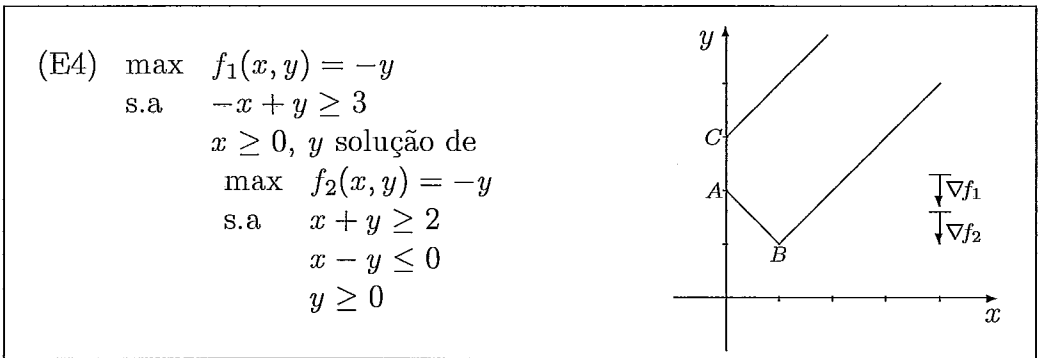 (E4) max f₁(x, y) = −y
s.a −x + y ≥ 3
x ≥ 0, y solução de
max f₂(x, y) = −y
s.a x + y ≥ 2
x − y ≤ 0
y ≥ 0
y
C
A
B
∇f₁
∇f₂
x